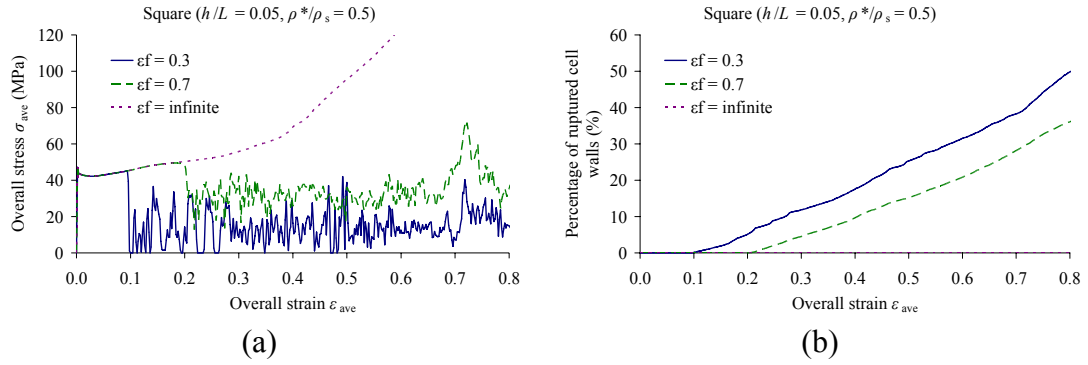 Square (h/L = 0.05, ρ*/ρs = 0.5)
120
100
80
60
40
20
0
Overall stress σave (MPa)
εf = 0.3
εf = 0.7
εf = infinite
0.0 0.1 0.2 0.3 0.4 0.5 0.6 0.7 0.8
Overall strain εave
(a)
Square (h/L = 0.05, ρ*/ρs = 0.5)
60
50
40
30
20
10
0
Percentage of ruptured cell
walls (%)
εf = 0.3
εf = 0.7
εf = infinite
0.0 0.1 0.2 0.3 0.4 0.5 0.6 0.7 0.8
Overall strain εave
(b)